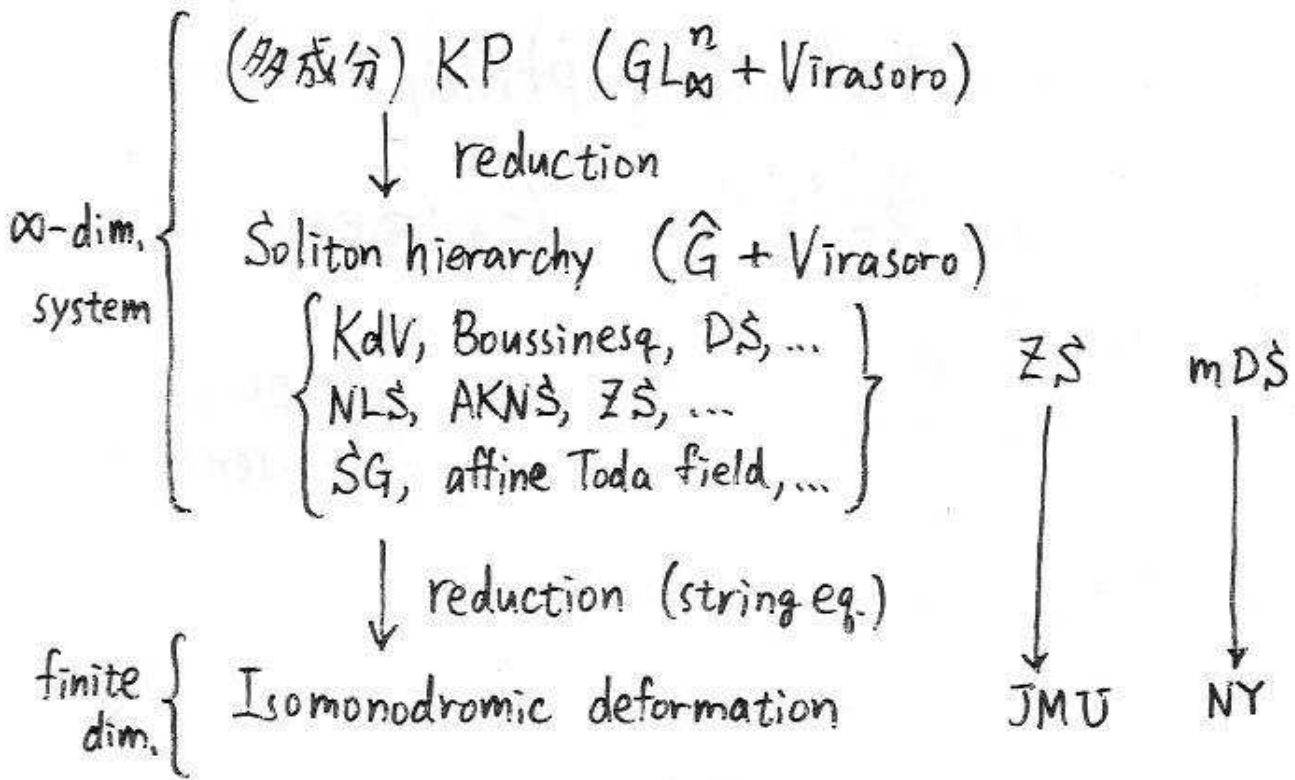 (多成分) KP (GL^n_∞ + Virasoro)
reduction
∞-dim. system
Soliton hierarchy (Ĝ + Virasoro)
KdV, Boussinesq, DS, ...
NLS, AKNS, ZS, ...
SG, affine Toda field, ...
ZS mDS
reduction (string eq.)
finite dim.
Isomonodromic deformation
JMU NY